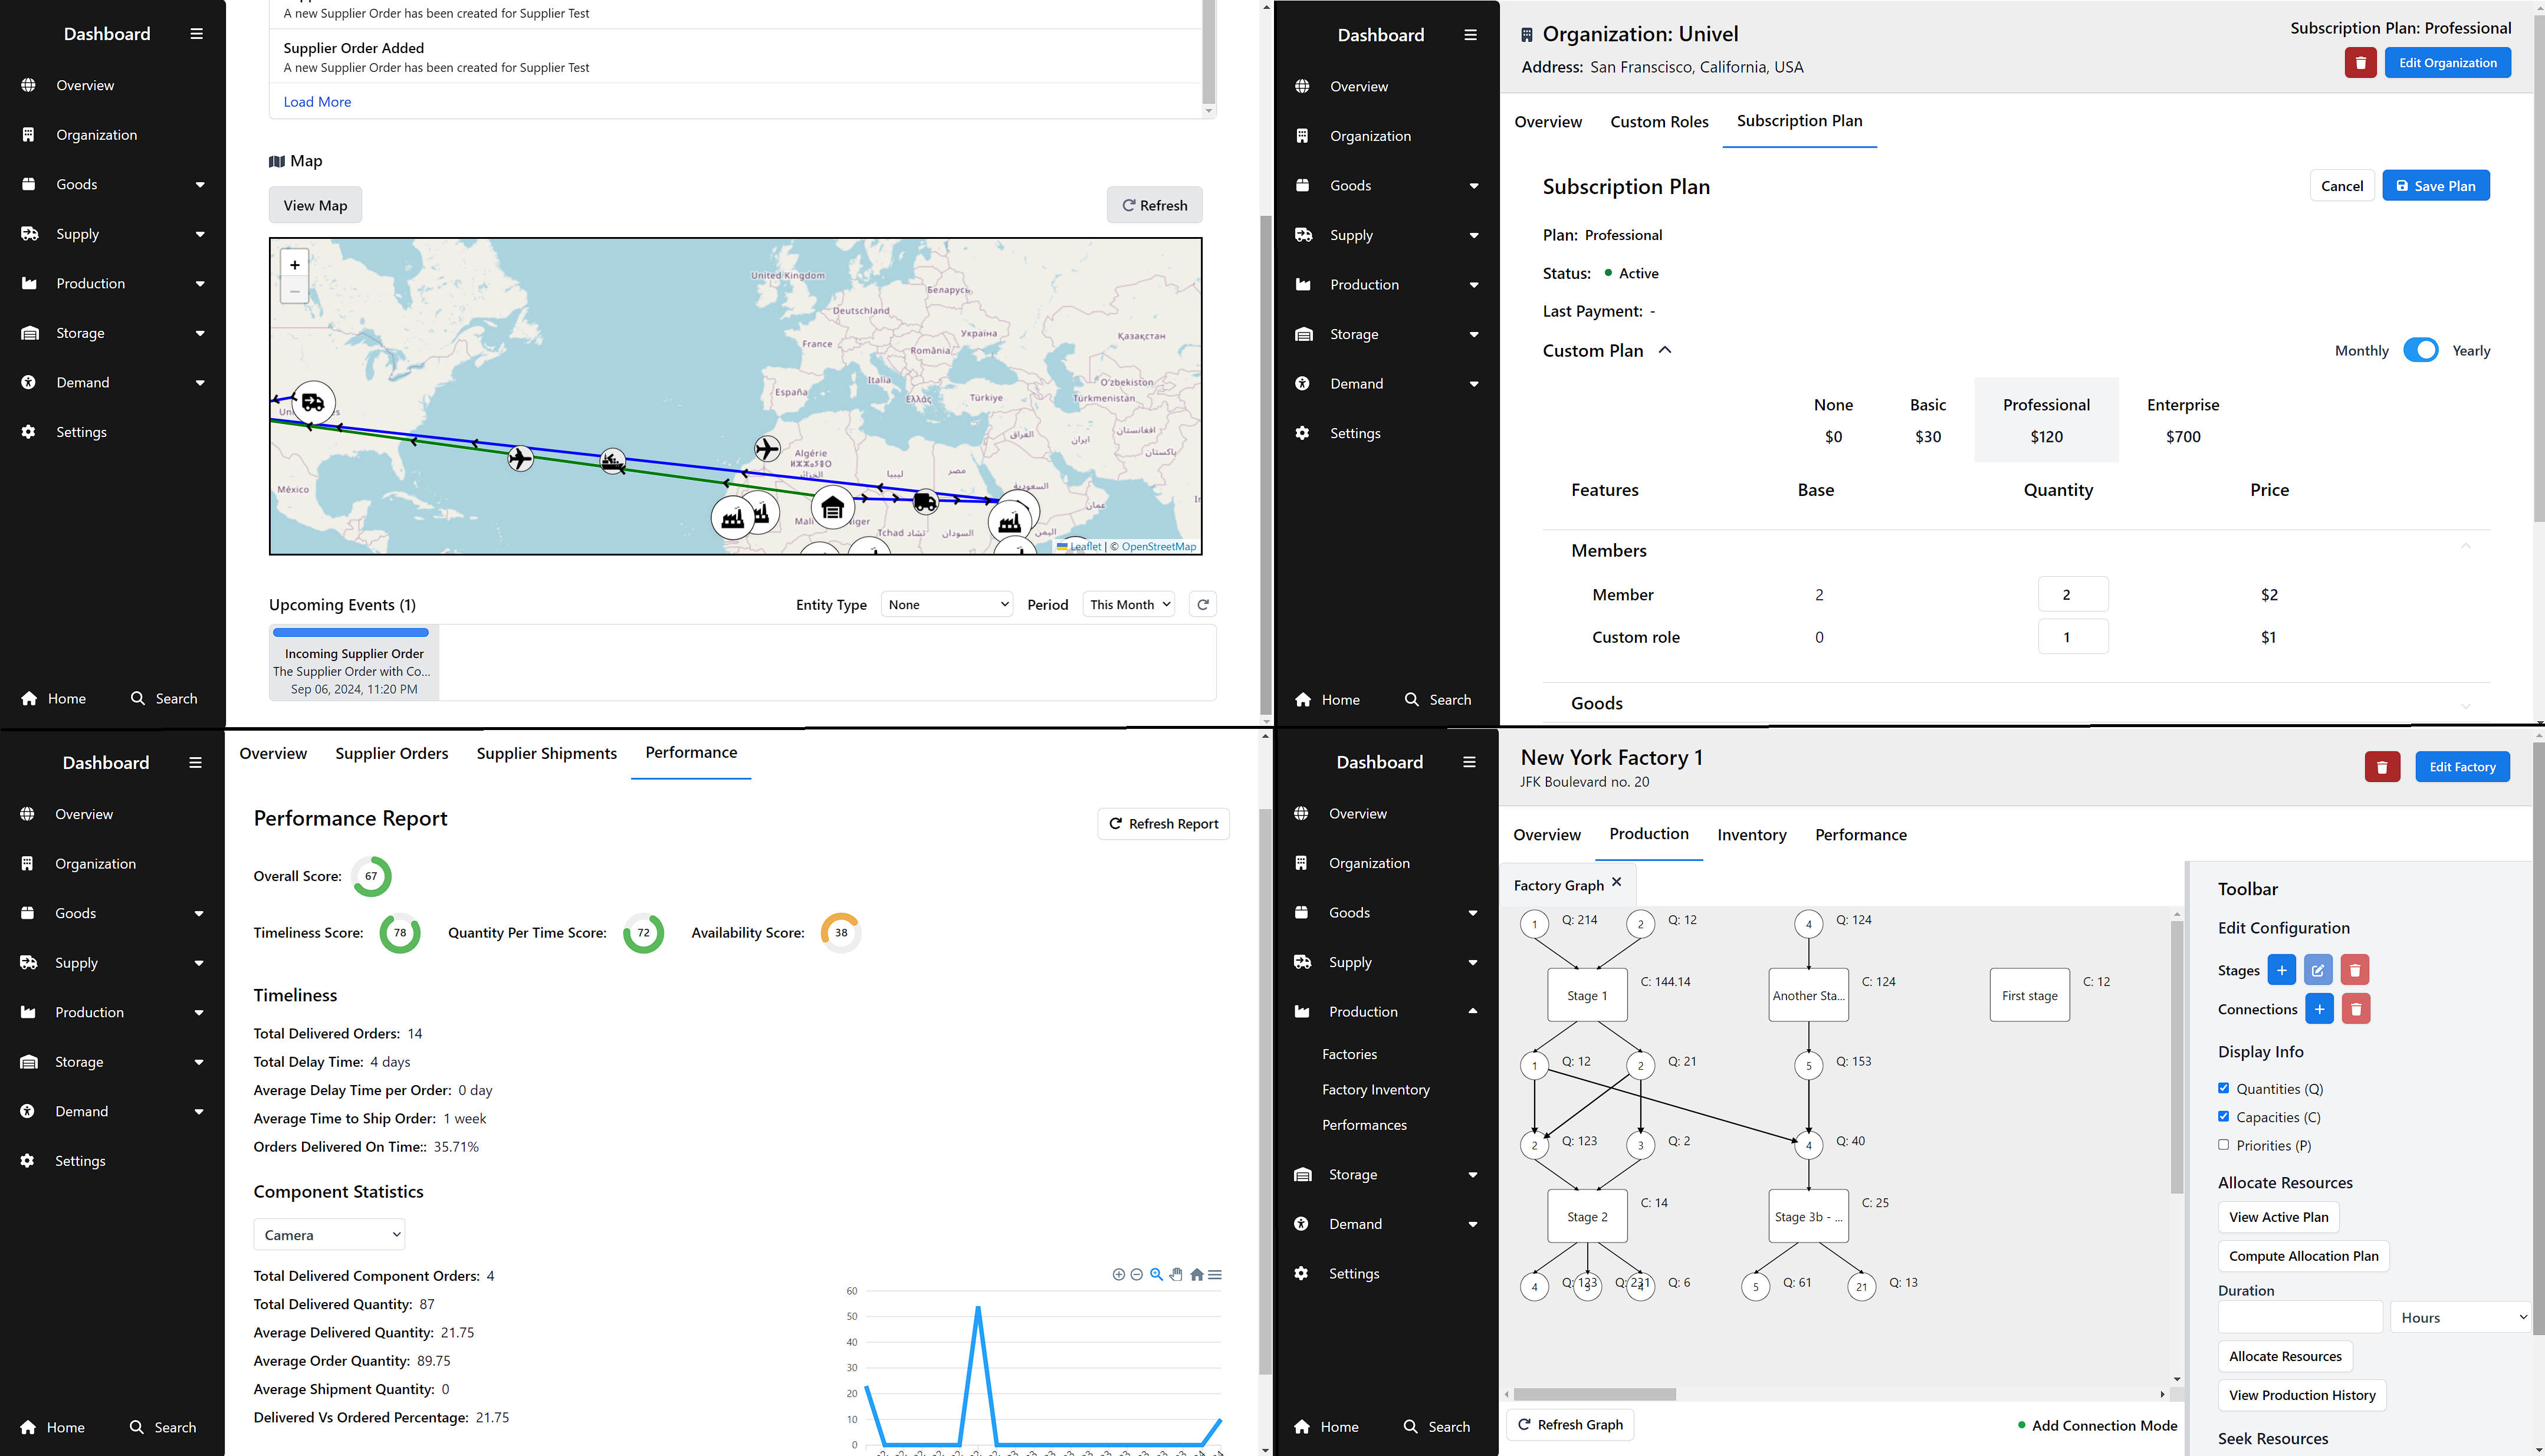 Dashboard
Overview
Organization
Goods
Supply
Production
Storage
Demand
Settings
Home
Search
A new Supplier Order has been created for Supplier Test
Supplier Order Added
A new Supplier Order has been created for Supplier Test
Load More
Map
View Map
Refresh
+
−
United Kingdom
Беларусь
Deutschland
Україна
Қазақстан
France
România
Italia
O'zbekiston
España
Ελλάς
Türkiye
Türkmenistan
افغانستان
العراق
ایران
پاکستان
Algérie
ليبيا
مصر
السعودية
México
Mali
Niger
Tchad تشاد
السودان
اليمن
عمان
Leaflet | © OpenStreetMap
Upcoming Events (1)
Entity Type
None
Period
This Month
Incoming Supplier Order
The Supplier Order with Co...
Sep 06, 2024, 11:20 PM
Dashboard
Overview
Organization
Goods
Supply
Production
Storage
Demand
Settings
Home
Search
Organization: Univel
Address: San Franscisco, California, USA
Subscription Plan: Professional
Edit Organization
Overview
Custom Roles
Subscription Plan
Subscription Plan
Cancel
Save Plan
Plan: Professional
Status: Active
Last Payment: -
Custom Plan
Monthly
Yearly
None
Basic
Professional
Enterprise
$0
$30
$120
$700
Features
Base
Quantity
Price
Members
Member
2
2
$2
Custom role
0
1
$1
Goods
Dashboard
Overview
Organization
Goods
Supply
Production
Storage
Demand
Settings
Home
Search
Overview
Supplier Orders
Supplier Shipments
Performance
Performance Report
Refresh Report
Overall Score: 67
Timeliness Score: 78
Quantity Per Time Score: 72
Availability Score: 38
Timeliness
Total Delivered Orders: 14
Total Delay Time: 4 days
Average Delay Time per Order: 0 day
Average Time to Ship Order: 1 week
Orders Delivered On Time:: 35.71%
Component Statistics
Camera
Total Delivered Component Orders: 4
Total Delivered Quantity: 87
Average Delivered Quantity: 21.75
Average Order Quantity: 89.75
Average Shipment Quantity: 0
Delivered Vs Ordered Percentage: 21.75
60
50
40
30
20
10
0
Dashboard
Overview
Organization
Goods
Supply
Production
Factories
Factory Inventory
Performances
Storage
Demand
Settings
Home
Search
New York Factory 1
JFK Boulevard no. 20
Edit Factory
Overview
Production
Inventory
Performance
Factory Graph
1
Q: 214
2
Q: 12
4
Q: 124
Stage 1
C: 144.14
Another Sta...
C: 124
First stage
C: 12
1
Q: 12
2
Q: 21
5
Q: 153
2
Q: 123
3
Q: 2
4
Q: 40
Stage 2
C: 14
Stage 3b - ...
C: 25
4
Q: 123
3
Q: 231
4
Q: 6
5
Q: 61
21
Q: 13
Refresh Graph
Add Connection Mode
Toolbar
Edit Configuration
Stages
Connections
Display Info
Quantities (Q)
Capacities (C)
Priorities (P)
Allocate Resources
View Active Plan
Compute Allocation Plan
Duration
Hours
Allocate Resources
View Production History
Seek Resources